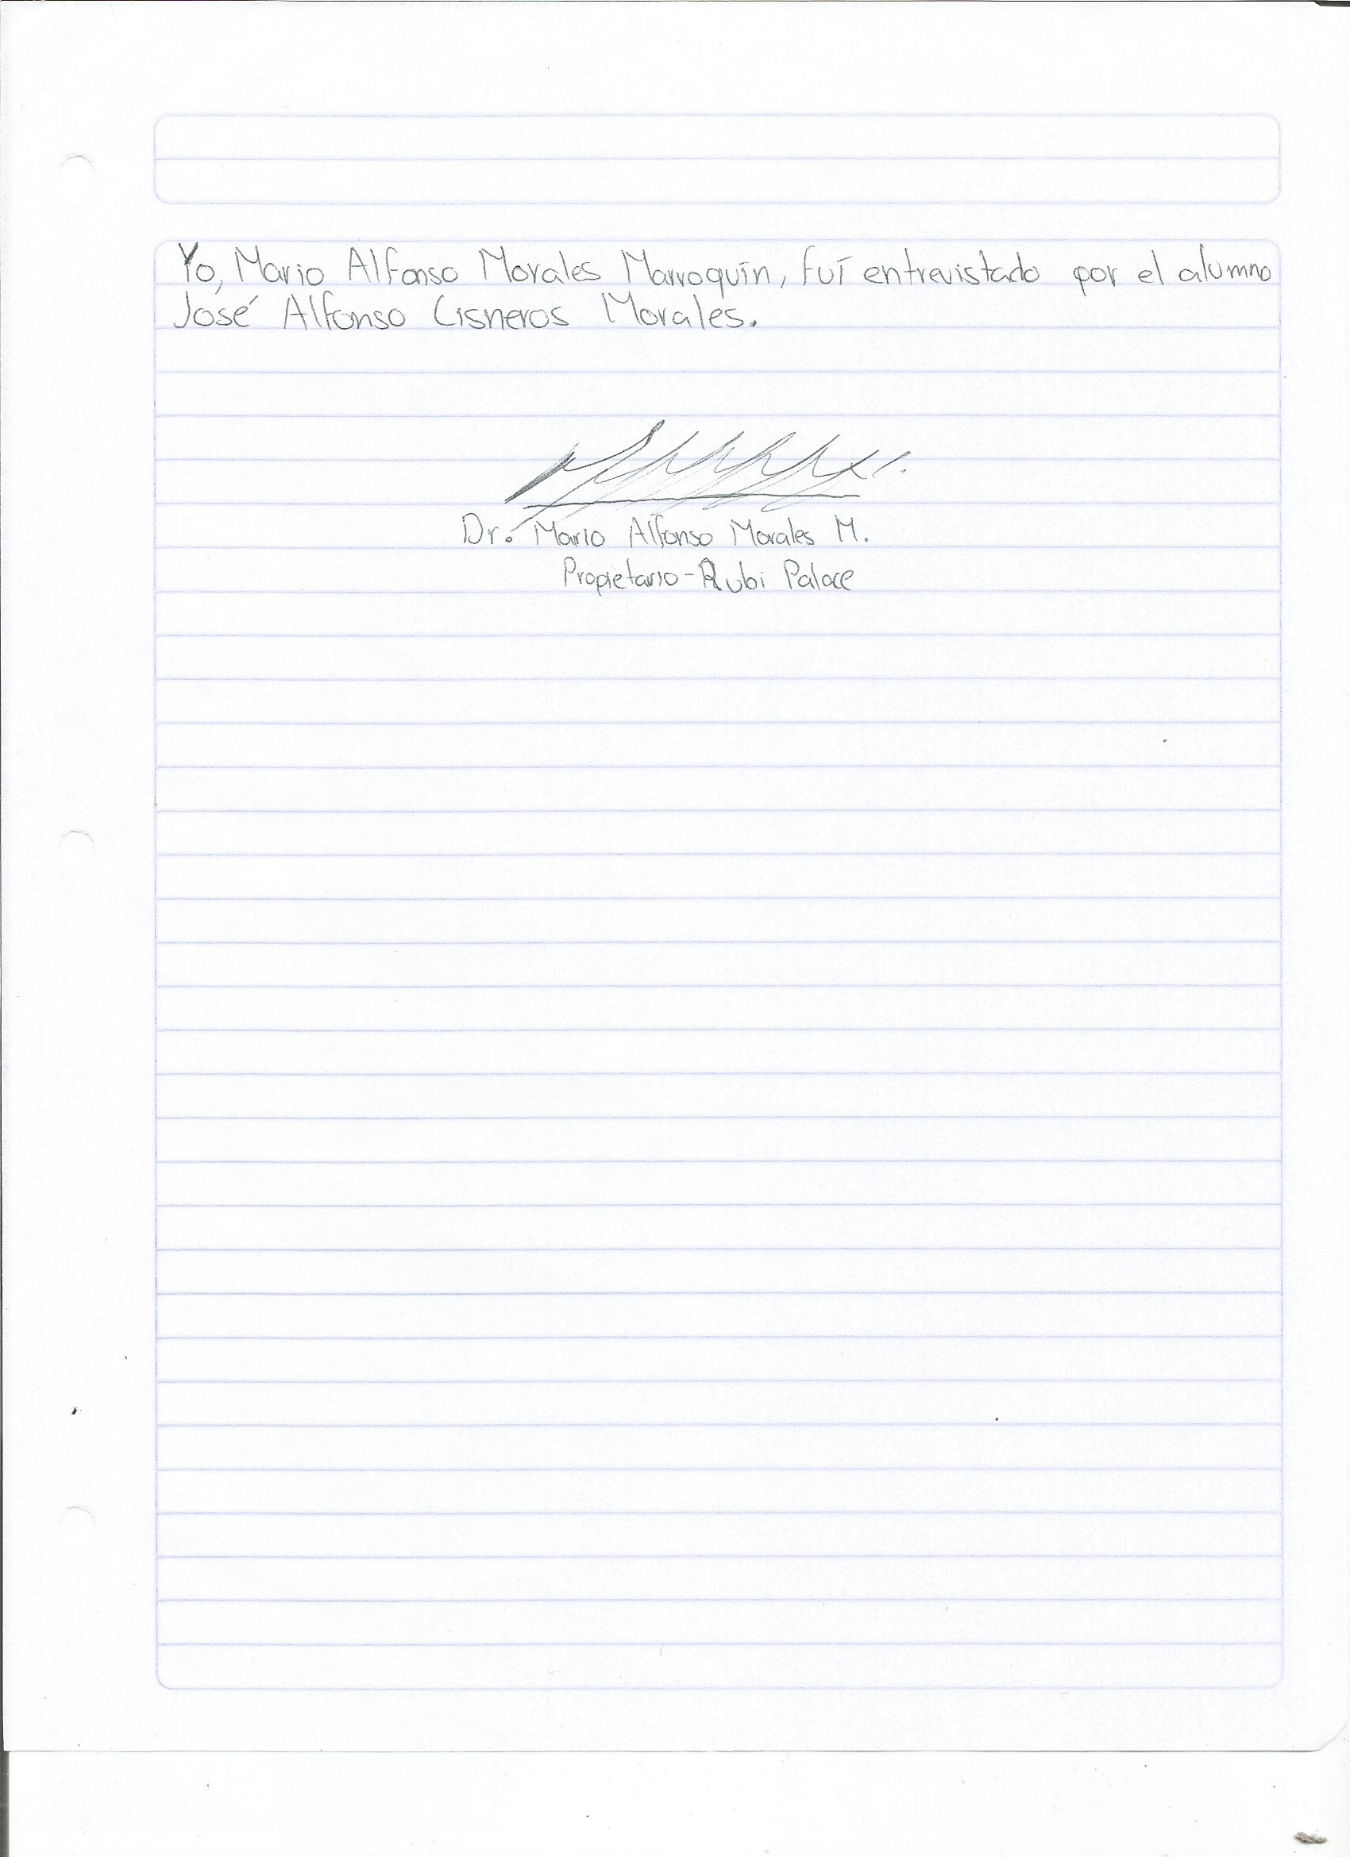 Yo, Mario Alfonso Morales Marroquín, fuí entrevistado por el alumno
José Alfonso Cisneros Morales.
Dr. Mario Alfonso Morales M.
Propietario-Rubi Palace